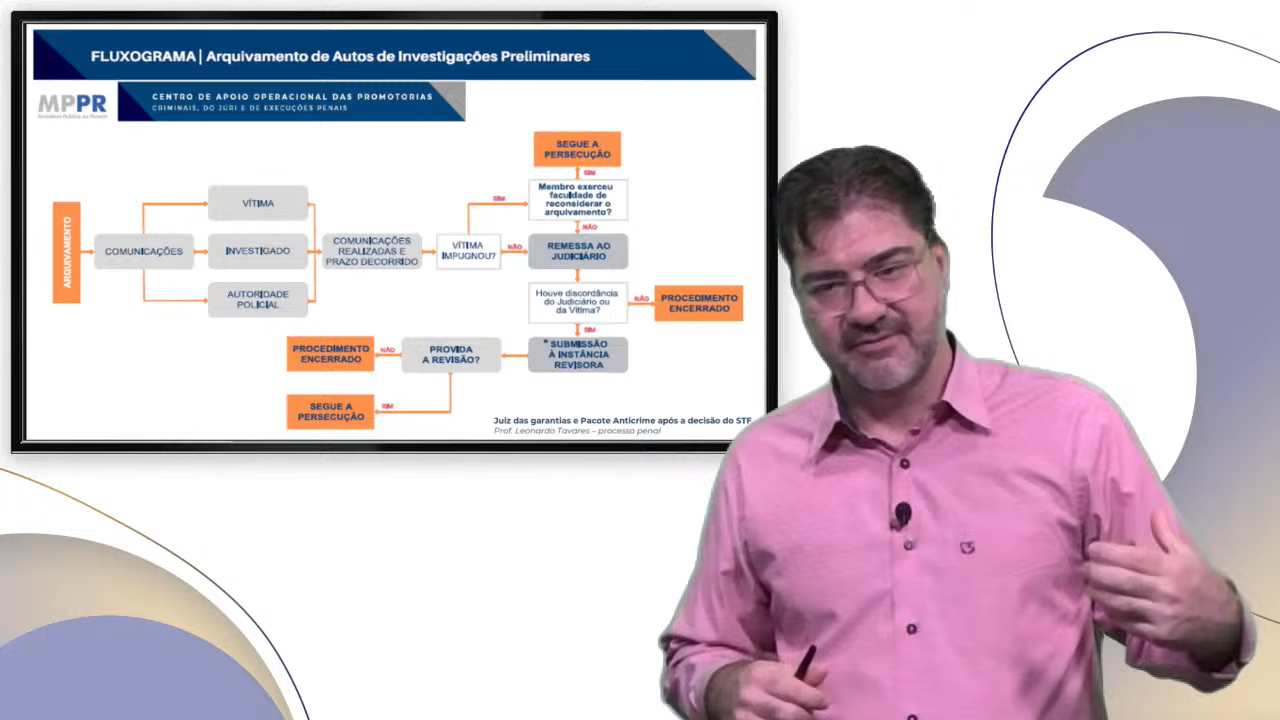 FLUXOGRAMA | Arquivamento de Autos de Investigações Preliminares
MPPR
Ministério Público do Paraná
CENTRO DE APOIO OPERACIONAL DAS PROMOTORIAS
CRIMINAIS, DO JÚRI E DE EXECUÇÕES PENAIS
ARQUIVAMENTO
COMUNICAÇÕES
VÍTIMA
INVESTIGADO
AUTORIDADE
POLICIAL
COMUNICAÇÕES
REALIZADAS E
PRAZO DECORRIDO
VÍTIMA
IMPUGNOU?
SIM
NÃO
SEGUE A
PERSECUÇÃO
SIM
Membro exerceu
faculdade de
reconsiderar o
arquivamento?
NÃO
REMESSA AO
JUDICIÁRIO
Houve discordância
do Judiciário ou
da Vítima?
NÃO
PROCEDIMENTO
ENCERRADO
SIM
* SUBMISSÃO
À INSTÂNCIA
REVISORA
PROVIDA
A REVISÃO?
NÃO
PROCEDIMENTO
ENCERRADO
SIM
SEGUE A
PERSECUÇÃO
Juiz das garantias e Pacote Anticrime após a decisão do STF
Prof. Leonardo Tavares – processo penal